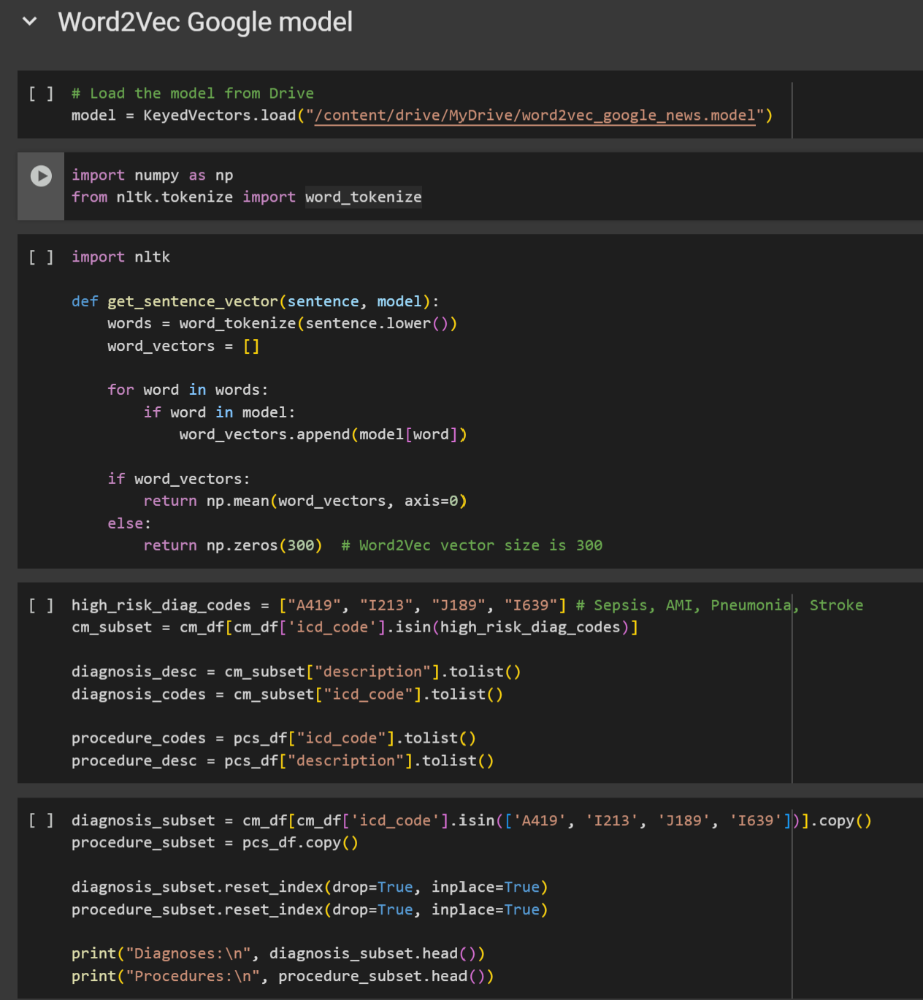 Word2Vec Google model
[ ] # Load the model from Drive
model = KeyedVectors.load("/content/drive/MyDrive/word2vec_google_news.model")
import numpy as np
from nltk.tokenize import word_tokenize
[ ] import nltk
def get_sentence_vector(sentence, model):
    words = word_tokenize(sentence.lower())
    word_vectors = []
    for word in words:
        if word in model:
            word_vectors.append(model[word])
    if word_vectors:
        return np.mean(word_vectors, axis=0)
    else:
        return np.zeros(300)  # Word2Vec vector size is 300
[ ] high_risk_diag_codes = ["A419", "I213", "J189", "I639"] # Sepsis, AMI, Pneumonia, Stroke
cm_subset = cm_df[cm_df['icd_code'].isin(high_risk_diag_codes)]
diagnosis_desc = cm_subset["description"].tolist()
diagnosis_codes = cm_subset["icd_code"].tolist()
procedure_codes = pcs_df["icd_code"].tolist()
procedure_desc = pcs_df["description"].tolist()
[ ] diagnosis_subset = cm_df[cm_df['icd_code'].isin(['A419', 'I213', 'J189', 'I639'])].copy()
procedure_subset = pcs_df.copy()
diagnosis_subset.reset_index(drop=True, inplace=True)
procedure_subset.reset_index(drop=True, inplace=True)
print("Diagnoses:\n", diagnosis_subset.head())
print("Procedures:\n", procedure_subset.head())